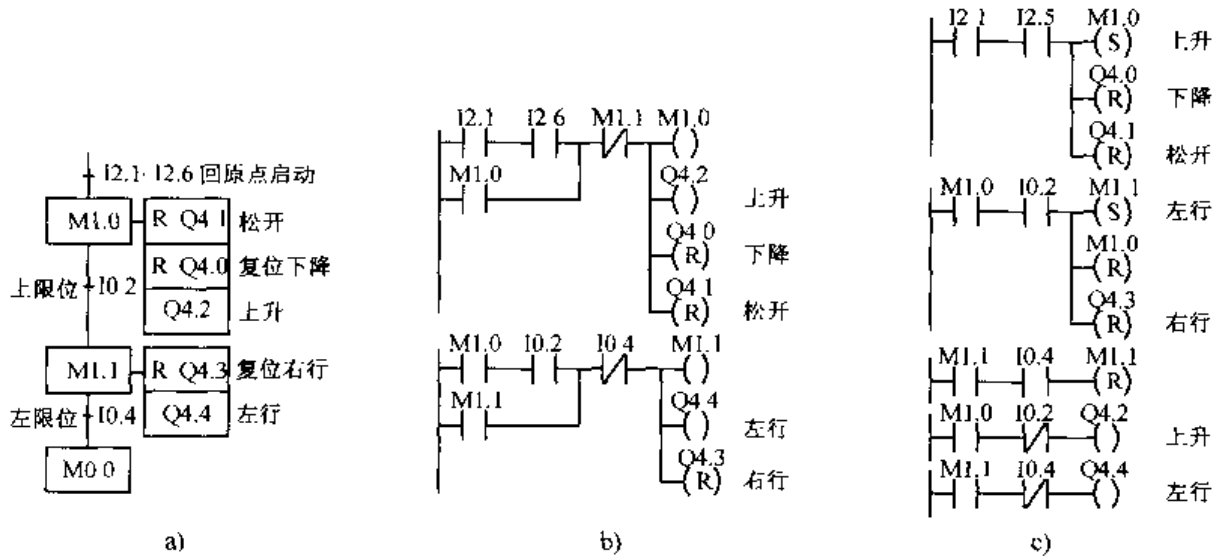 I2.1· I2.6 回原点启动
M1.0
R Q4 1 松开
R Q4.0 复位下降
上限位 I0.2
Q4.2 上升
M1.1
R Q4.3 复位右行
左限位 I0.4
Q4.4 左行
M0 0
a)
I2.1 I2 6 M1.1 M1.0
M1.0
Q4.2
上升
Q4 0
(R) 下降
Q4.1
(R) 松开
M1.0 I0.2 I0 4 M1.1
M1.1
Q4 4
左行
Q4.3
(R) 右行
b)
I2 1 I2.5 M1.0
(S) 上升
Q4.0
(R) 下降
Q4.1
(R) 松开
M1.0 I0.2 M1.1
(S) 左行
M1.0
(R)
Q4.3
(R) 右行
M1.1 I0.4 M1.1
(R)
M1.0 I0.2 Q4.2
上升
M1.1 I0.4 Q4.4
左行
c)